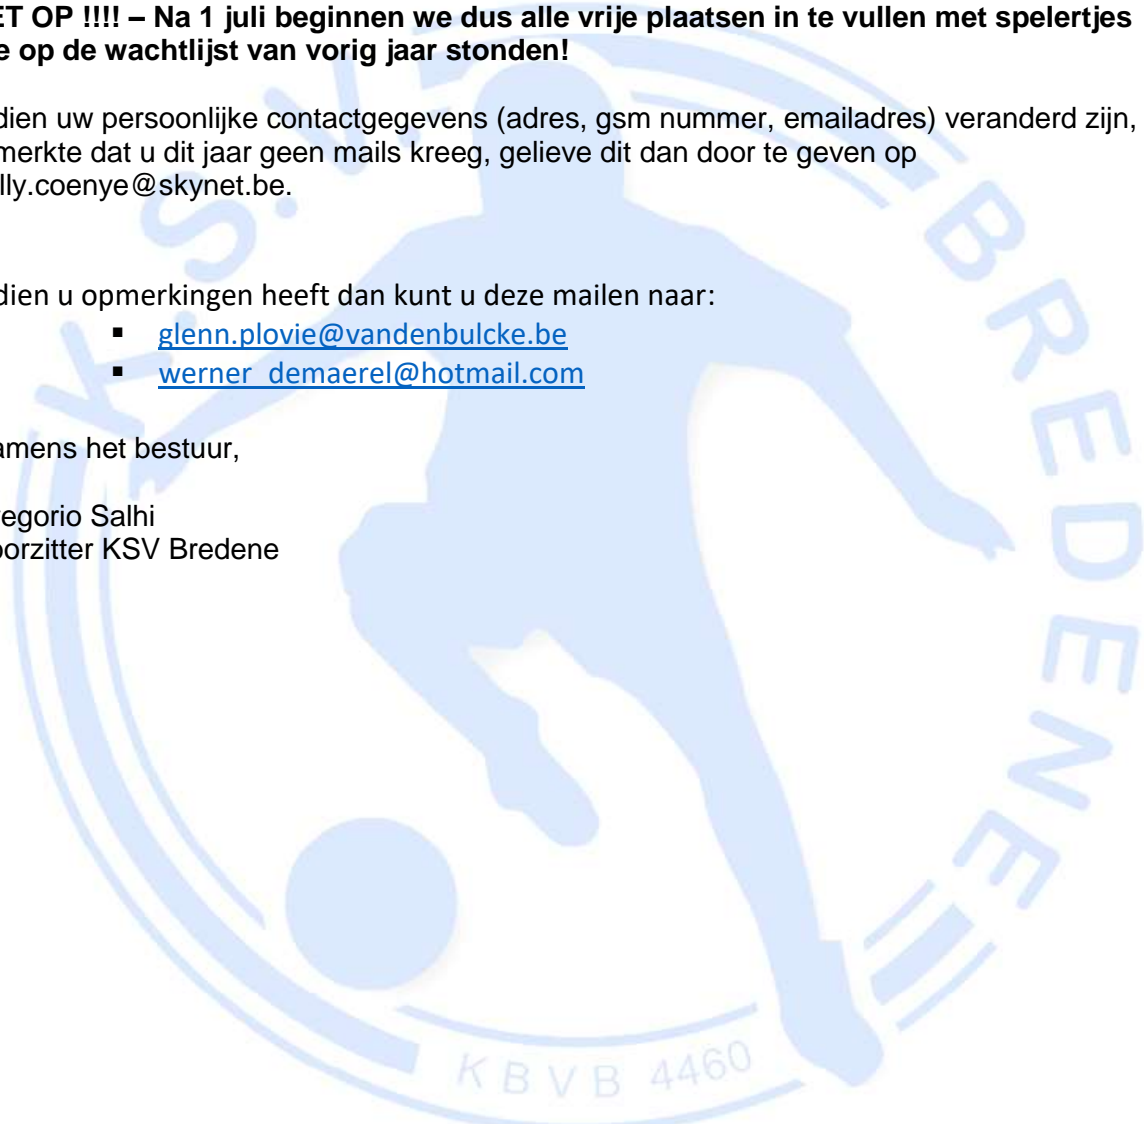 ET OP !!!! – Na 1 juli beginnen we dus alle vrije plaatsen in te vullen met spelertjes
e op de wachtlijst van vorig jaar stonden!
dien uw persoonlijke contactgegevens (adres, gsm nummer, emailadres) veranderd zijn,
merkte dat u dit jaar geen mails kreeg, gelieve dit dan door te geven op
lly.coenye@skynet.be.
dien u opmerkingen heeft dan kunt u deze mailen naar:
▪ glenn.plovie@vandenbulcke.be
▪ werner_demaerel@hotmail.com
amens het bestuur,
egorio Salhi
orzitter KSV Bredene
K.S.V. BREDENE
KBVB 4460